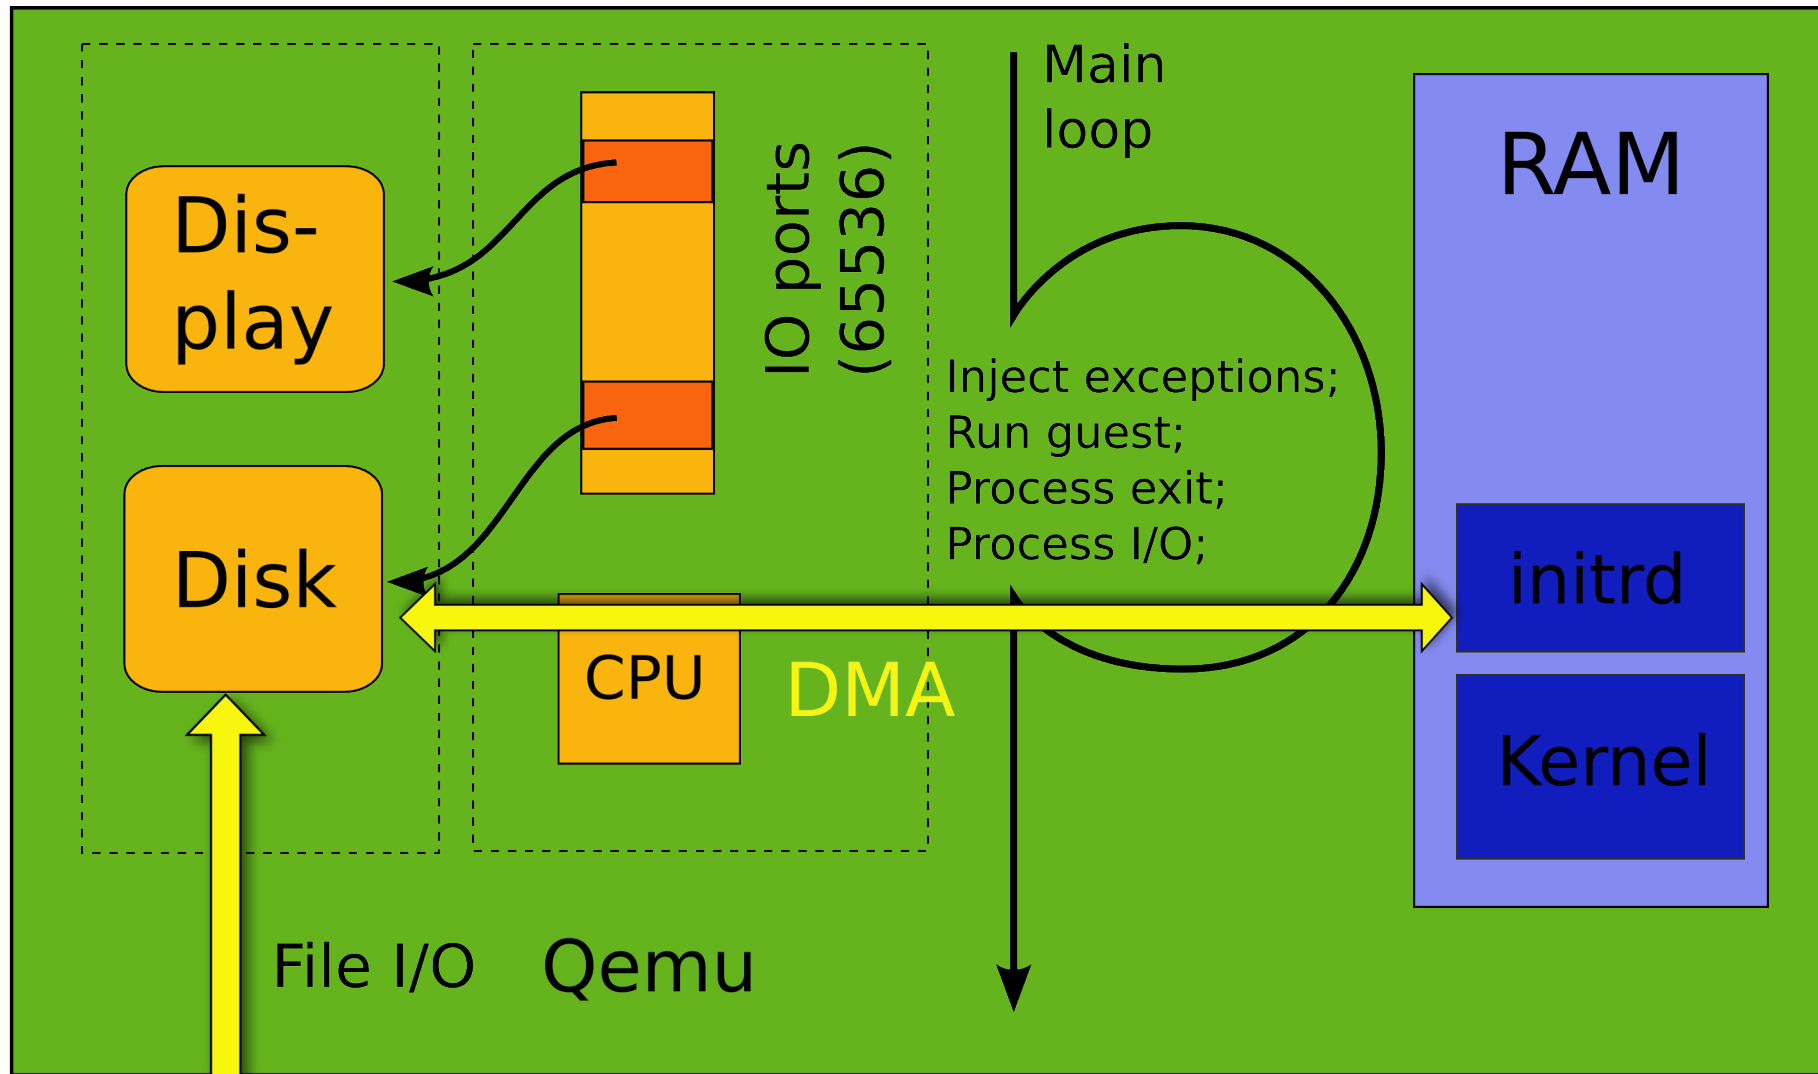 Dis-
play
Disk
IO ports
(65536)
CPU
DMA
Main
loop
Inject exceptions;
Run guest;
Process exit;
Process I/O;
RAM
initrd
Kernel
File I/O
Qemu